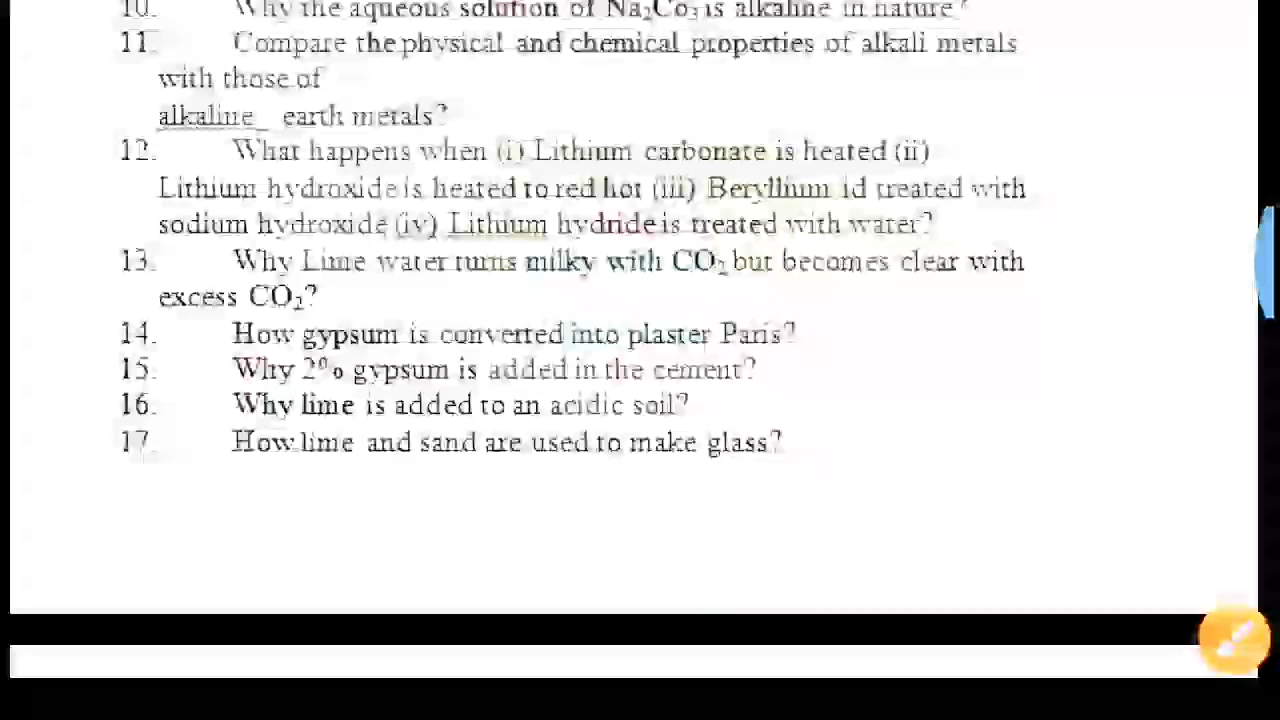 10. Why the aqueous solution of Na₂Co₃ is alkaline in nature?
11. Compare the physical and chemical properties of alkali metals
with those of
alkaline earth metals?
12. What happens when (i) Lithium carbonate is heated (ii)
Lithium hydroxide is heated to red hot (iii) Beryllium id treated with
sodium hydroxide (iv) Lithium hydride is treated with water?
13. Why Lime water turns milky with CO₂ but becomes clear with
excess CO₂?
14. How gypsum is converted into plaster Paris?
15. Why 2% gypsum is added in the cement?
16. Why lime is added to an acidic soil?
17. How lime and sand are used to make glass?